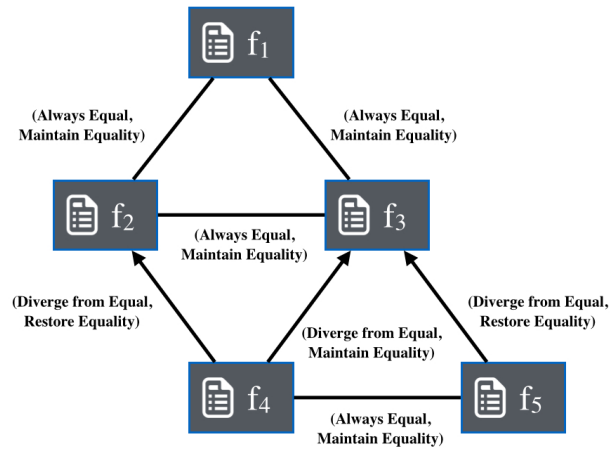 f₁
(Always Equal,
Maintain Equality)
(Always Equal,
Maintain Equality)
f₂
f₃
(Always Equal,
Maintain Equality)
(Diverge from Equal,
Restore Equality)
(Diverge from Equal,
Maintain Equality)
(Diverge from Equal,
Restore Equality)
f₄
f₅
(Always Equal,
Maintain Equality)